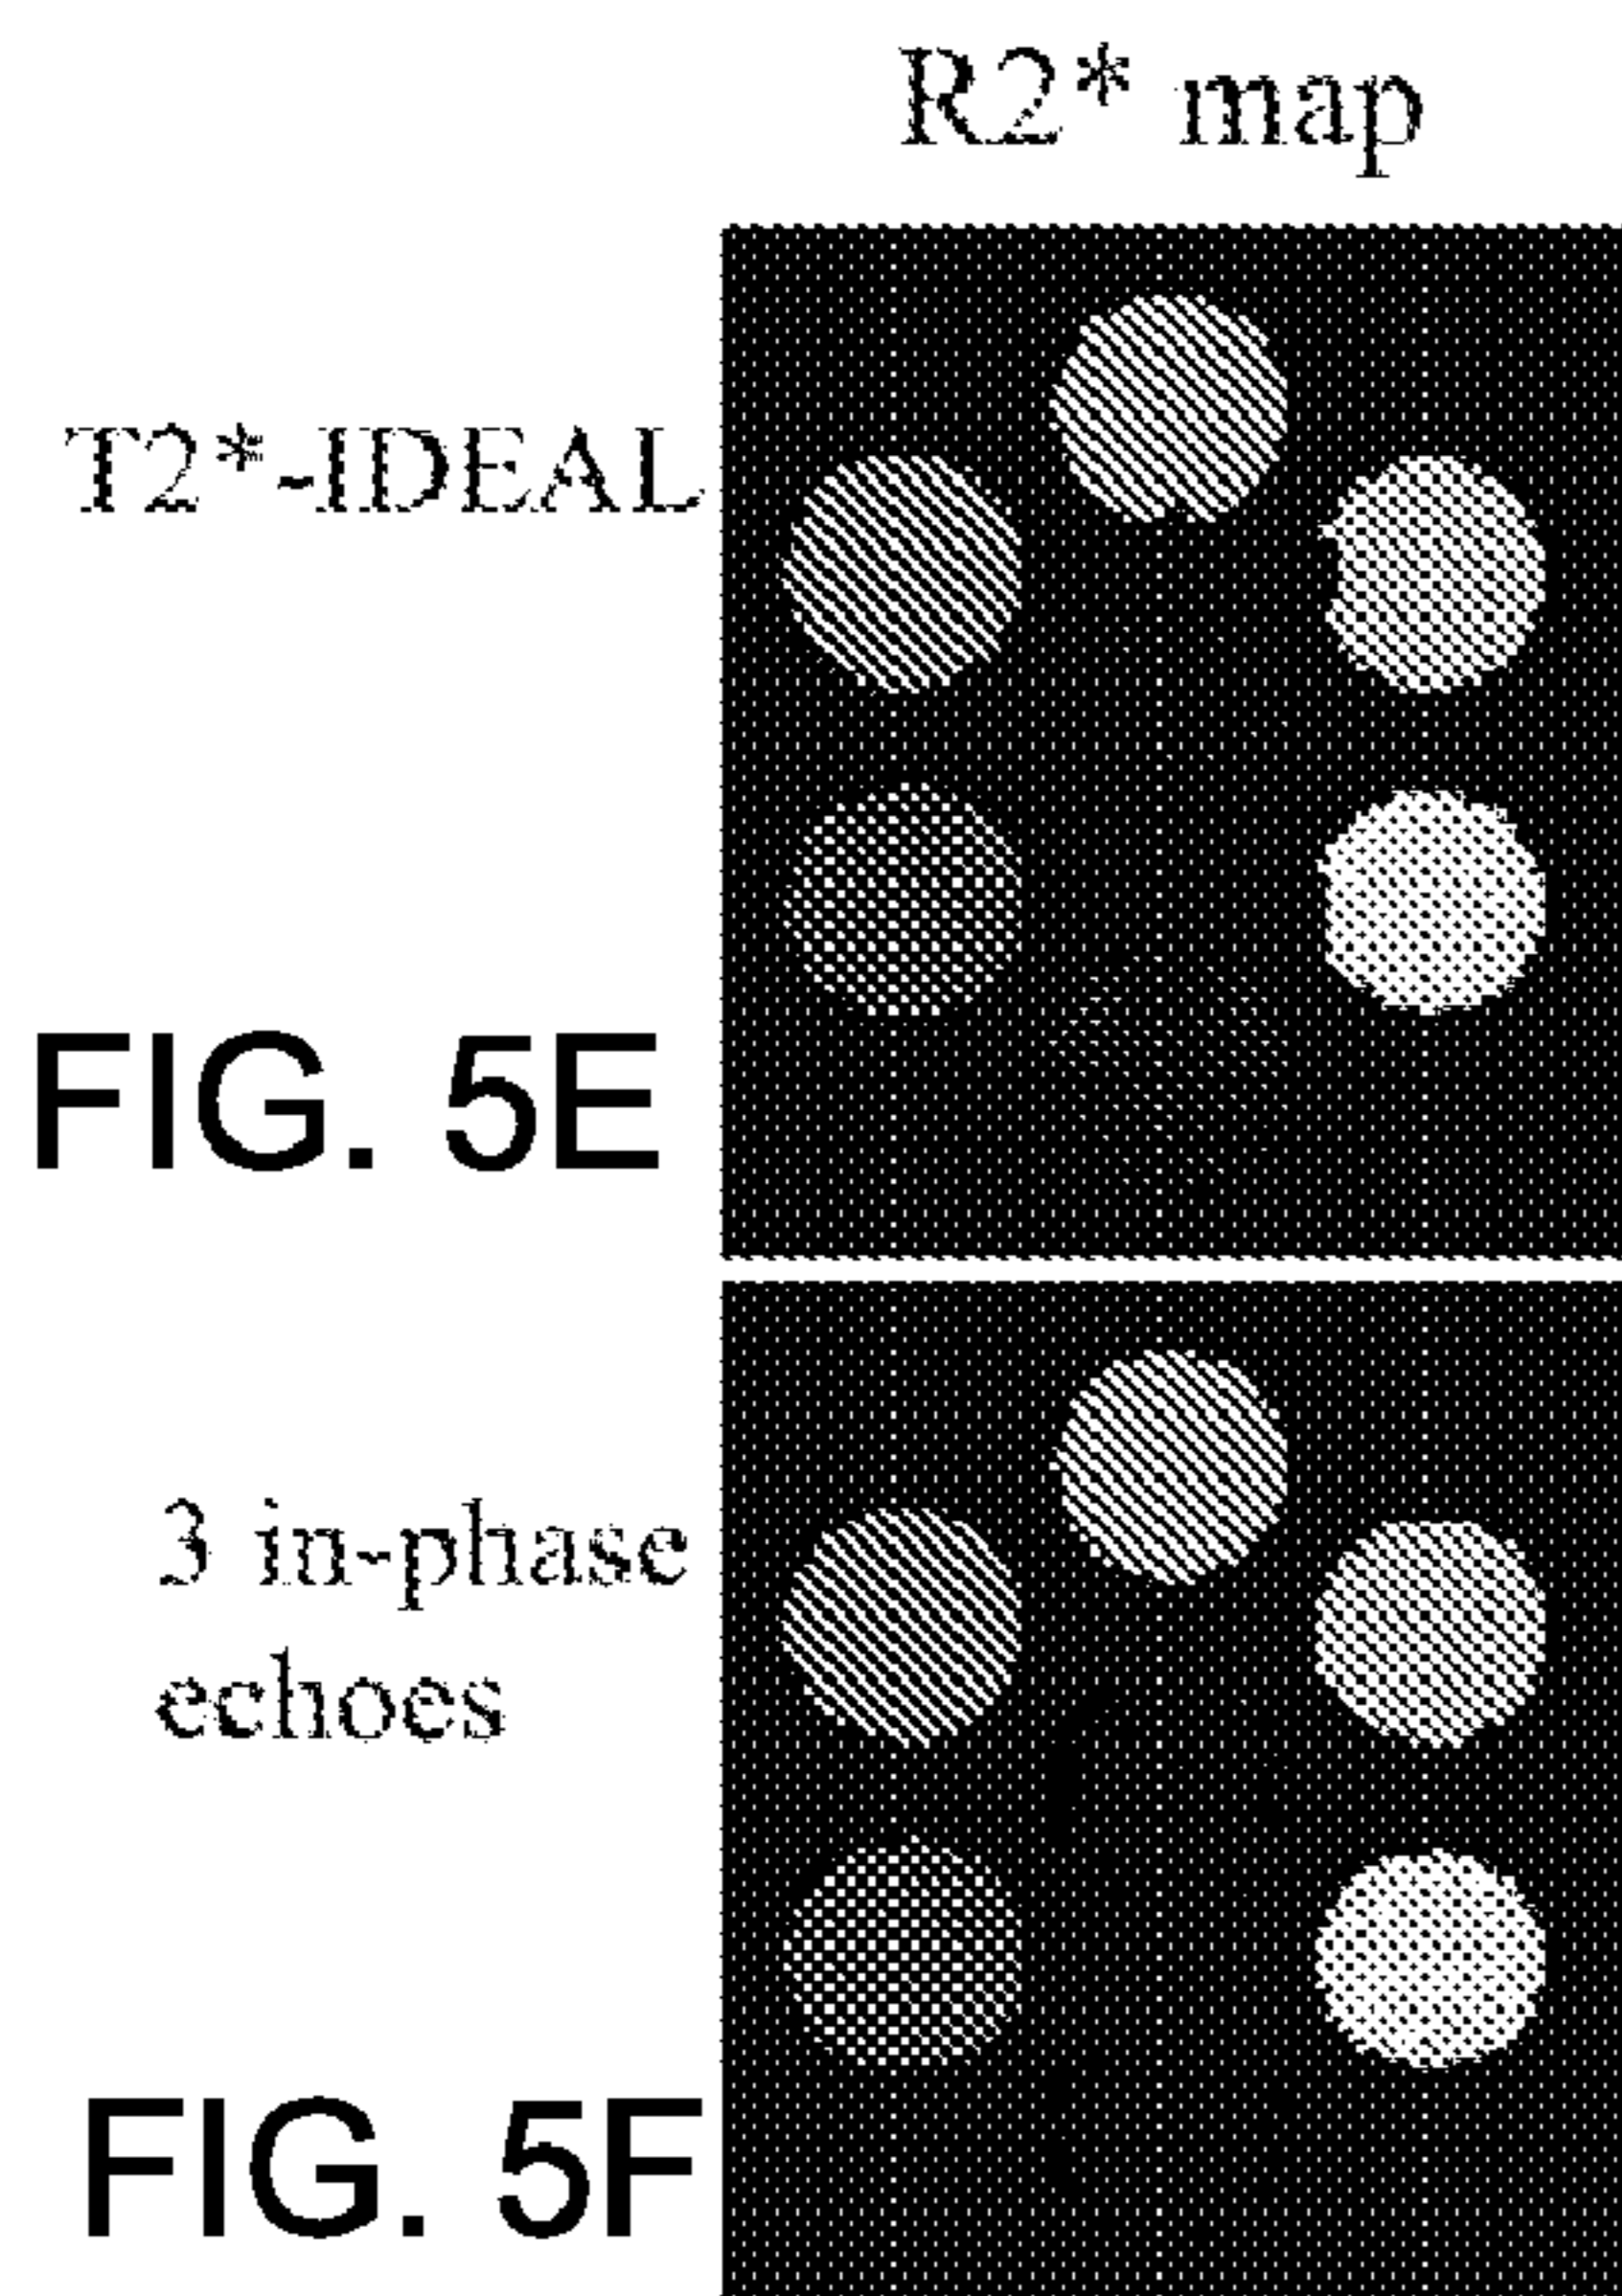 R2* map
T2*-IDEAL
FIG. 5E
3 in-phase
echoes
FIG. 5F